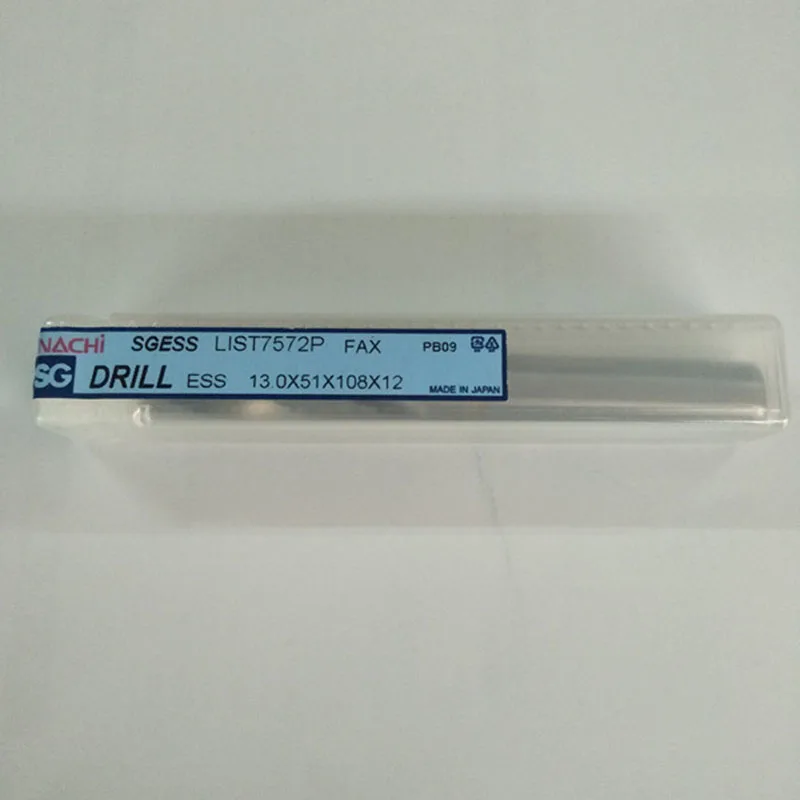 NACHI SGESS LIST7572P FAX PB09
SG DRILL ESS 13.0X51X108X12 MADE IN JAPAN